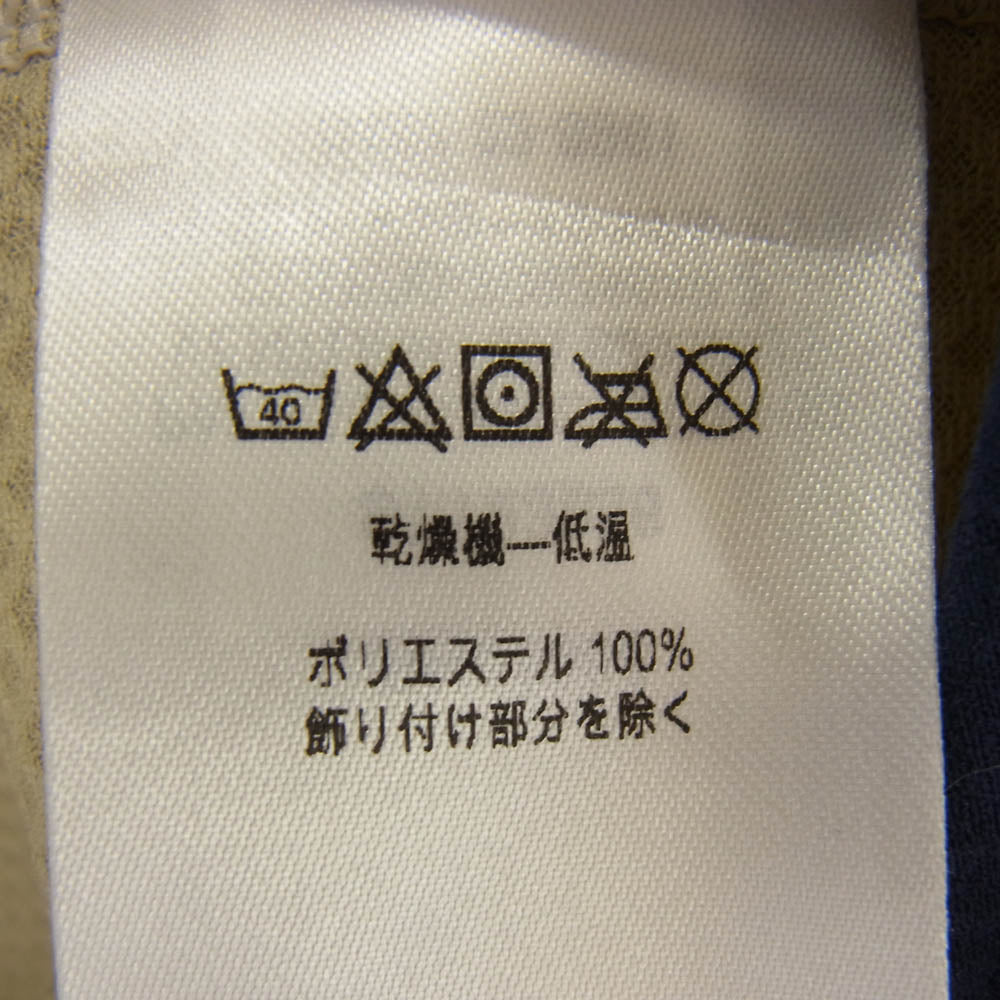 40
乾燥機—低温
ポリエステル 100%
飾り付け部分を除く